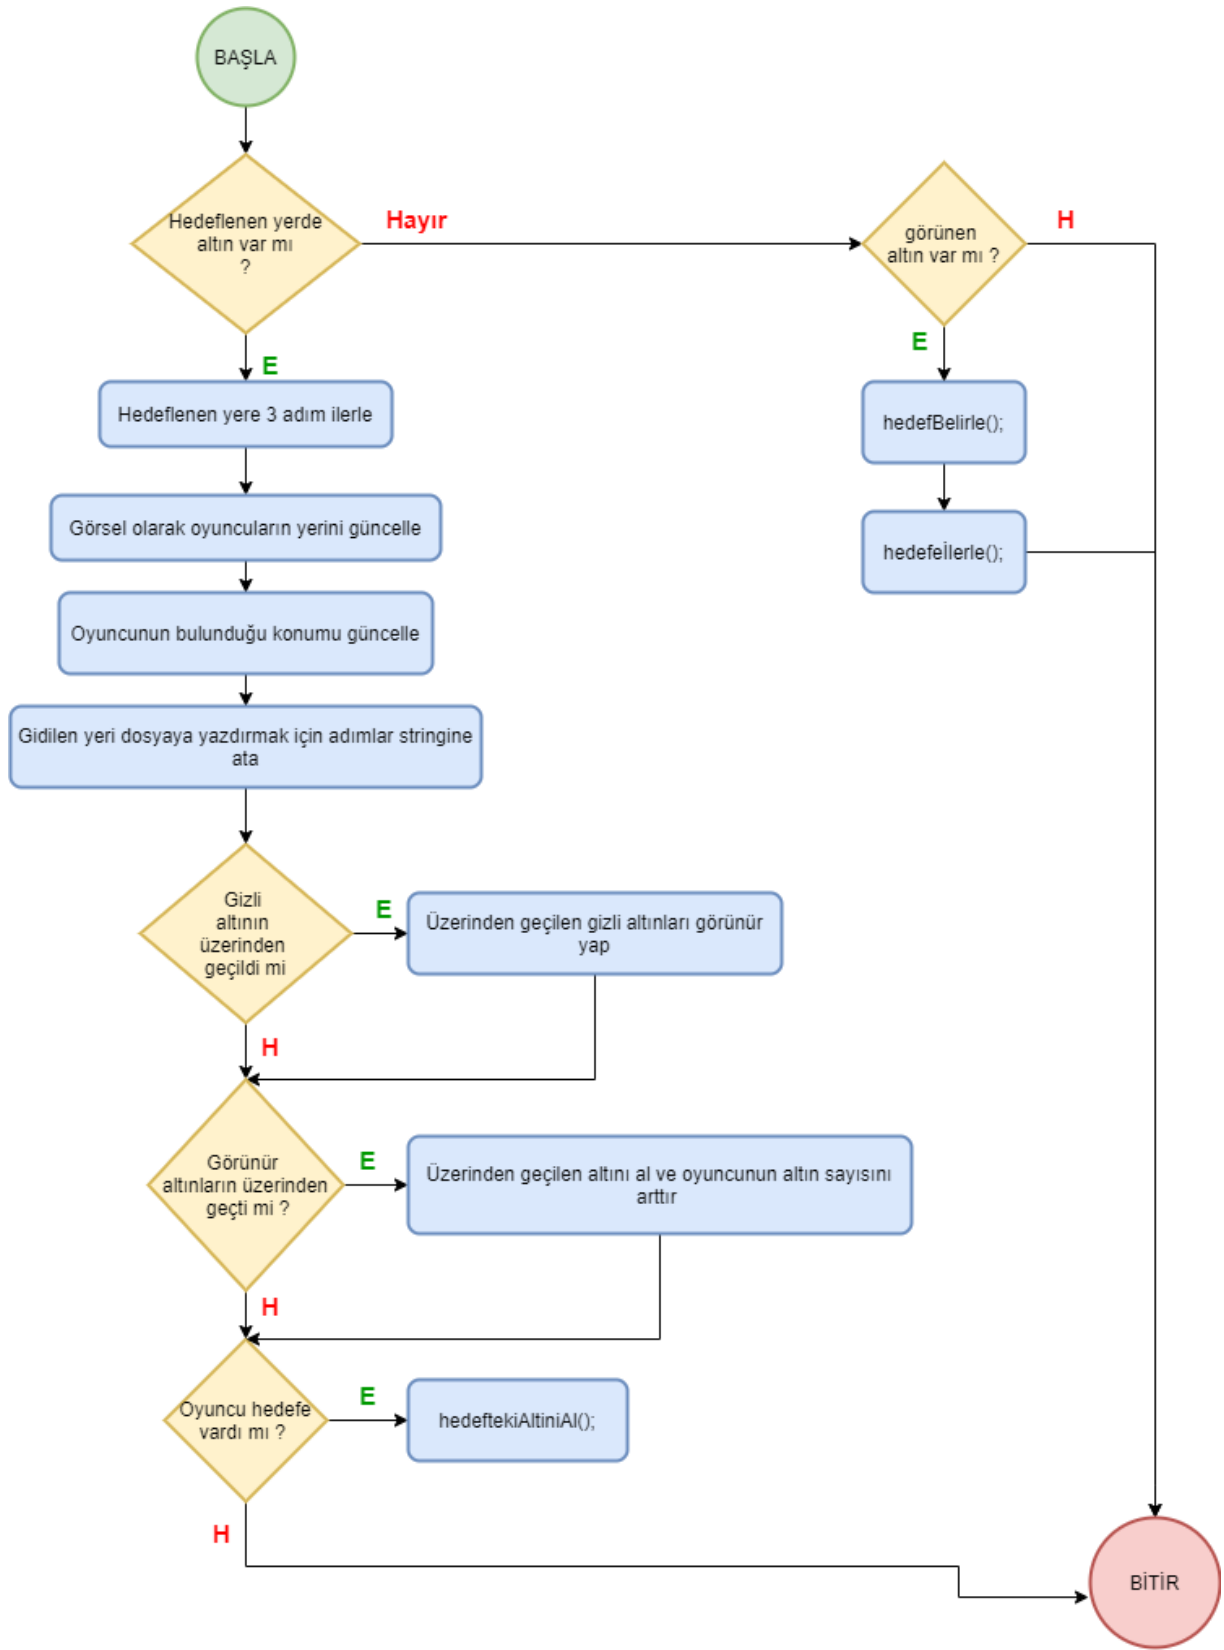 BAŞLA
Hedeflenen yerde
altın var mı
?
Hayır
görünen
altın var mı ?
H
E
E
Hedeflenen yere 3 adım ilerle
hedefBelirle();
Görsel olarak oyuncuların yerini güncelle
hedefeİlerle();
Oyuncunun bulunduğu konumu güncelle
Gidilen yeri dosyaya yazdırmak için adımlar stringine
ata
Gizli
altının
üzerinden
geçildi mi
E
Üzerinden geçilen gizli altınları görünür
yap
H
Görünür
altınların üzerinden
geçti mi ?
E
Üzerinden geçilen altını al ve oyuncunun altın sayısını
arttır
H
Oyuncu hedefe
vardı mı ?
E
hedeftekiAltiniAl();
H
BİTİR